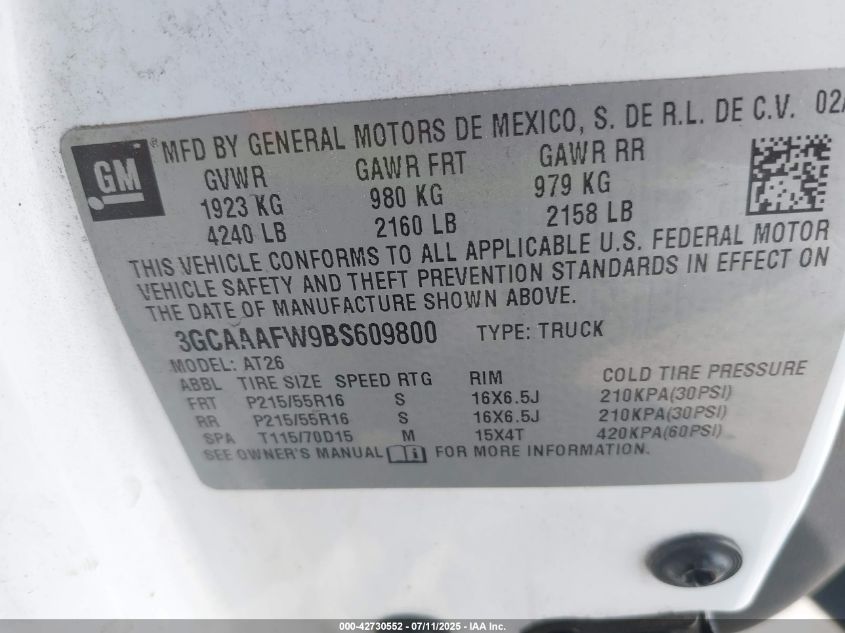 GM ® MFD BY GENERAL MOTORS DE MEXICO, S. DE R.L. DE C.V. 02/
GVWR GAWR FRT GAWR RR
1923 KG 980 KG 979 KG
4240 LB 2160 LB 2158 LB
THIS VEHICLE CONFORMS TO ALL APPLICABLE U.S. FEDERAL MOTOR
VEHICLE SAFETY AND THEFT PREVENTION STANDARDS IN EFFECT ON
THE DATE OF MANUFACTURE SHOWN ABOVE.
3GCAAAFW9BS609800 TYPE: TRUCK
MODEL: AT26
ABBL TIRE SIZE SPEED RTG RIM COLD TIRE PRESSURE
FRT P215/55R16 S 16X6.5J 210KPA(30PSI)
RR P215/55R16 S 16X6.5J 210KPA(30PSI)
SPA T115/70D15 M 15X4T 420KPA(60PSI)
SEE OWNER'S MANUAL FOR MORE INFORMATION.
000-42730552 - 07/11/2025 - IAA Inc.